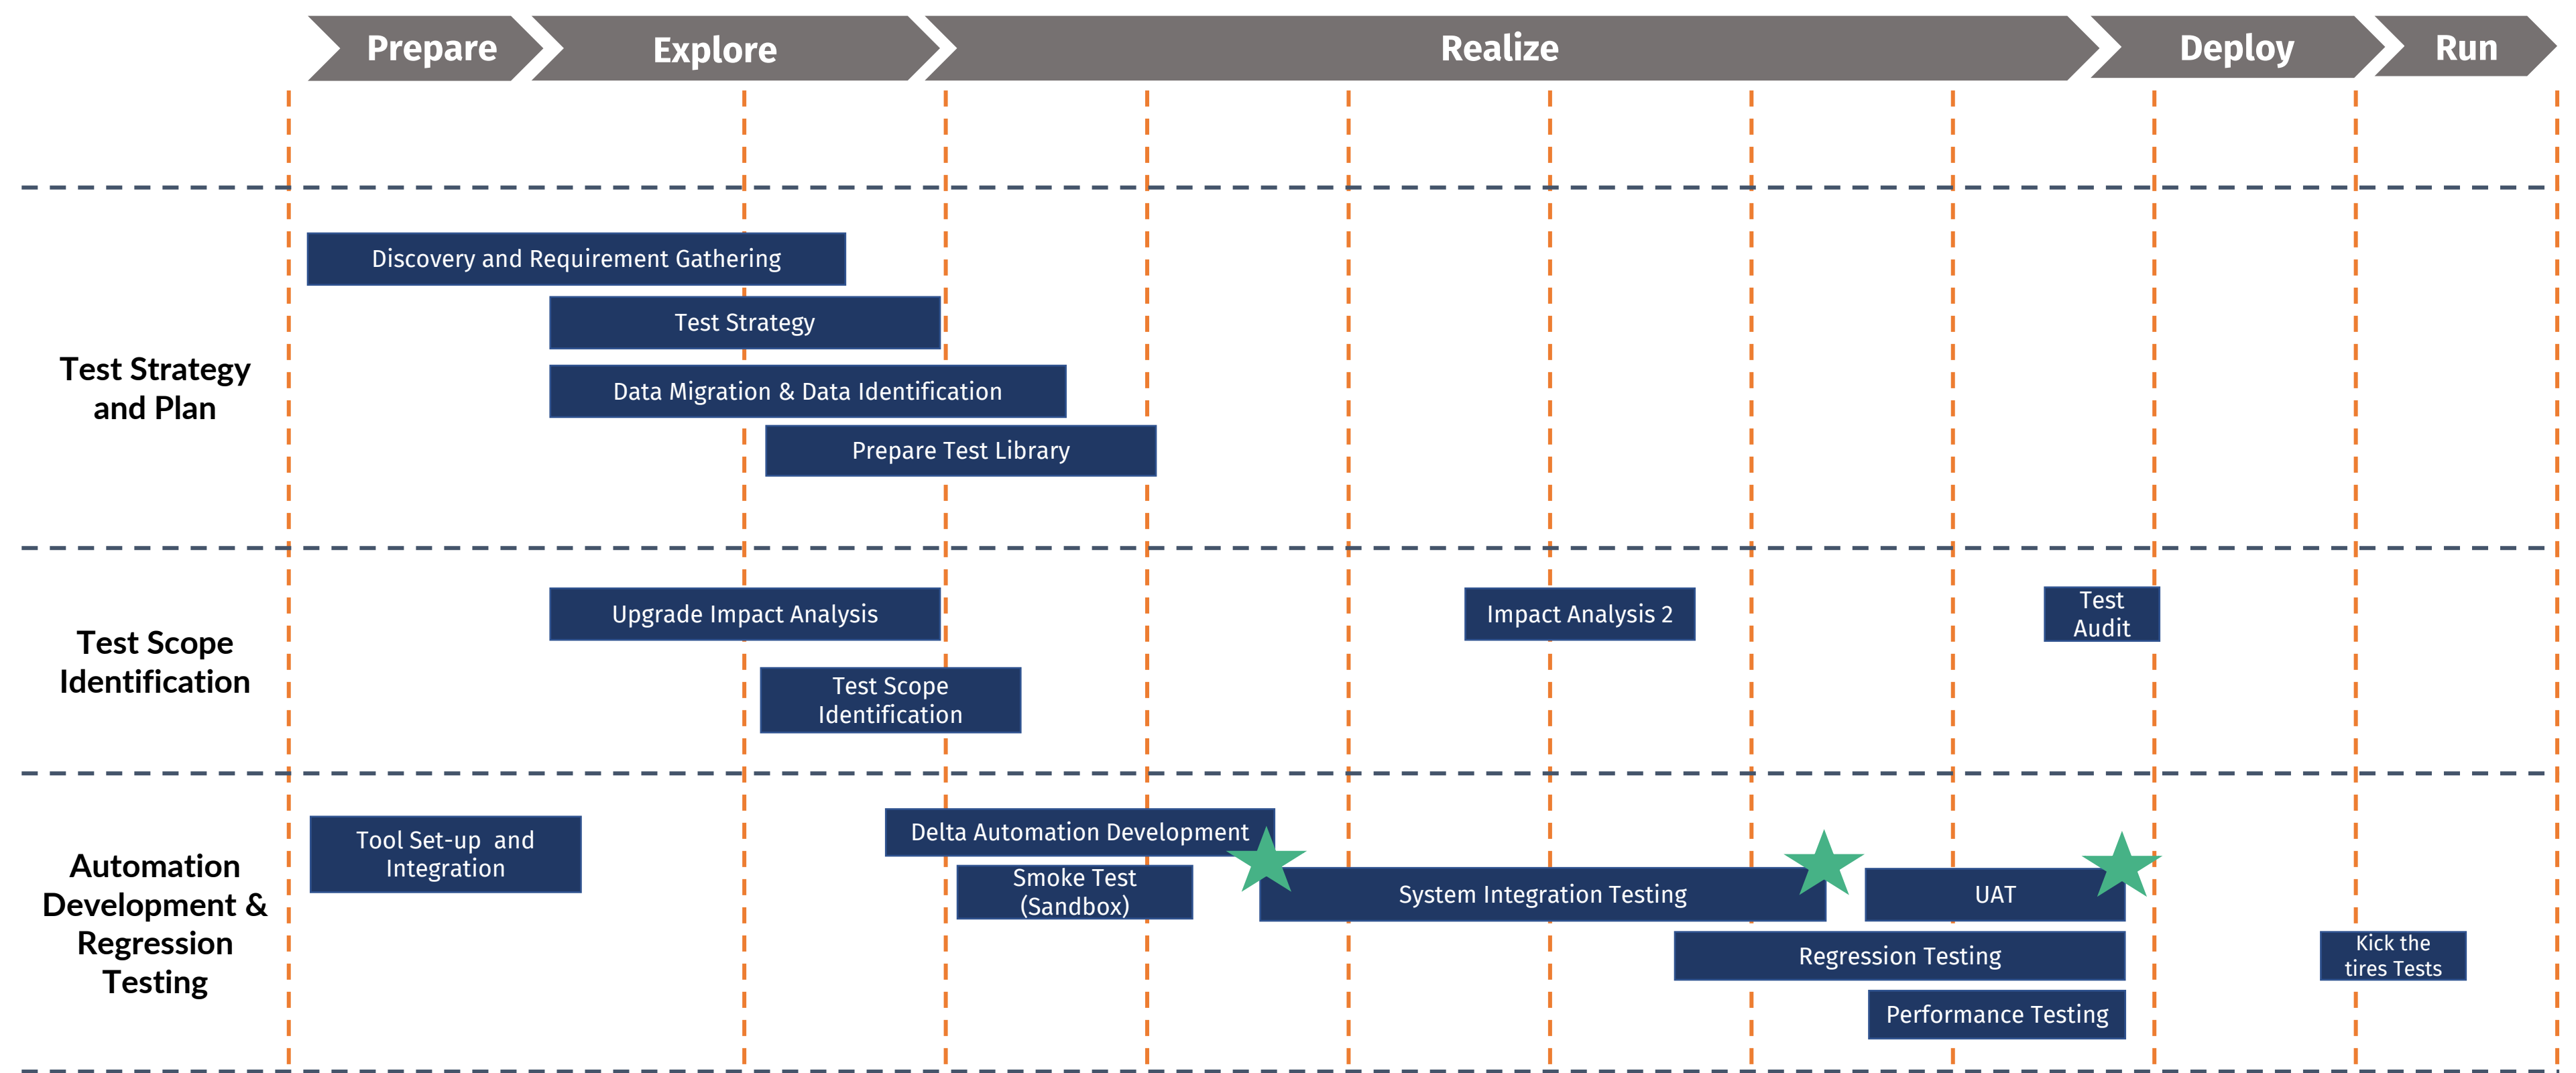 Prepare
Explore
Realize
Deploy
Run
Test Strategy
and Plan
Discovery and Requirement Gathering
Test Strategy
Data Migration & Data Identification
Prepare Test Library
Test Scope
Identification
Upgrade Impact Analysis
Impact Analysis 2
Test
Audit
Test Scope
Identification
Automation
Development &
Regression
Testing
Tool Set-up and
Integration
Delta Automation Development
Smoke Test
(Sandbox)
System Integration Testing
UAT
Regression Testing
Kick the
tires Tests
Performance Testing